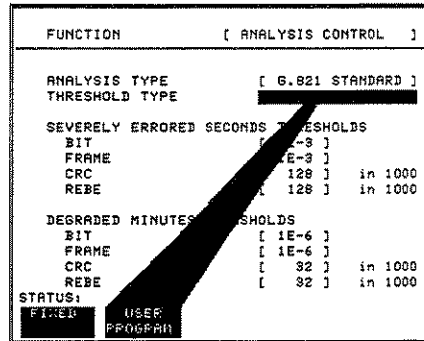 FUNCTION [ ANALYSIS CONTROL ]
ANALYSIS TYPE [ G.821 STANDARD ]
THRESHOLD TYPE
SEVERELY ERRORED SECONDS
BIT
FRAME
CRC [ 128 ] in 1000
REBE [ 128 ] in 1000
DEGRADED MINUTES
BIT [ 1E-6 ]
FRAME [ 1E-6 ]
CRC [ 32 ] in 1000
REBE [ 32 ] in 1000
STATUS:
FIXED USER
PROGRAM